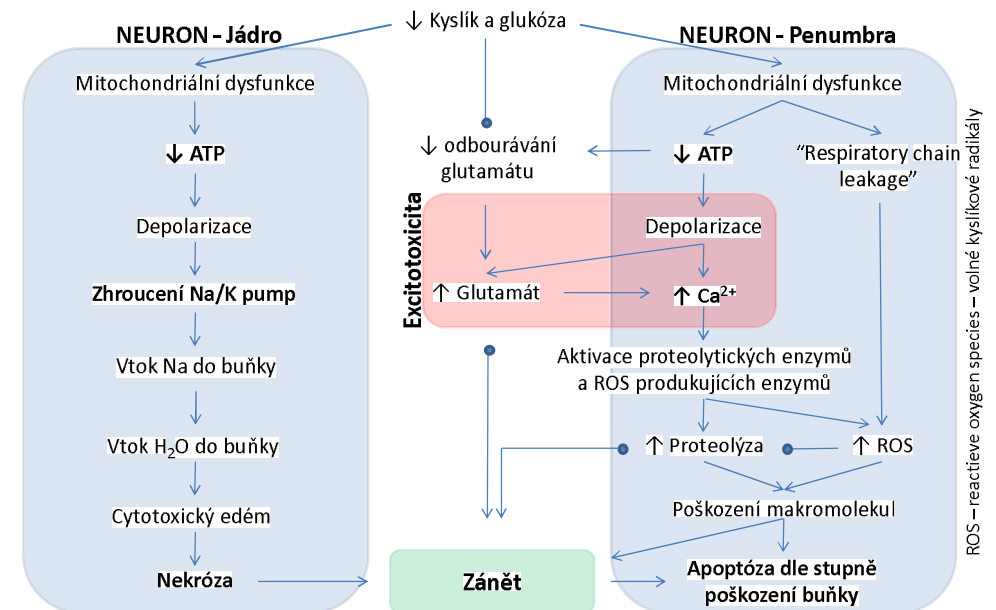 ↓ Kyslík a glukóza
NEURON – Jádro
Mitochondriální dysfunkce
↓ ATP
Depolarizace
Zhroucení Na/K pump
Vtok Na do buňky
Vtok H₂O do buňky
Cytotoxický edém
Nekróza
↓ odbourávání
glutamátu
Excitotoxicita
↑ Glutamát
Zánět
NEURON – Penumbra
Mitochondriální dysfunkce
↓ ATP
“Respiratory chain
leakage”
Depolarizace
↑ Ca²⁺
Aktivace proteolytických enzymů
a ROS produkujících enzymů
↑ Proteolýza
↑ ROS
Poškození makromolekul
Apoptóza dle stupně
poškození buňky
ROS – reactieve oxygen species – volné kyslíkové radikály